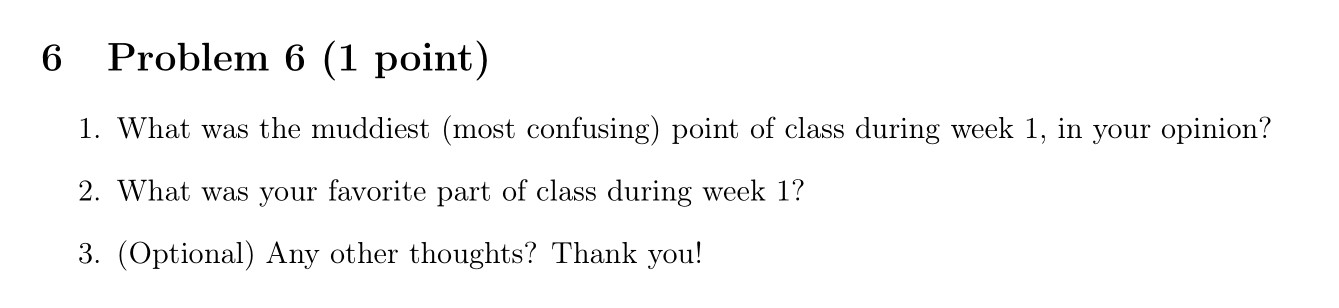 6 Problem 6 (1 point)
1. What was the muddiest (most confusing) point of class during week 1, in your opinion?
2. What was your favorite part of class during week 1?
3. (Optional) Any other thoughts? Thank you!